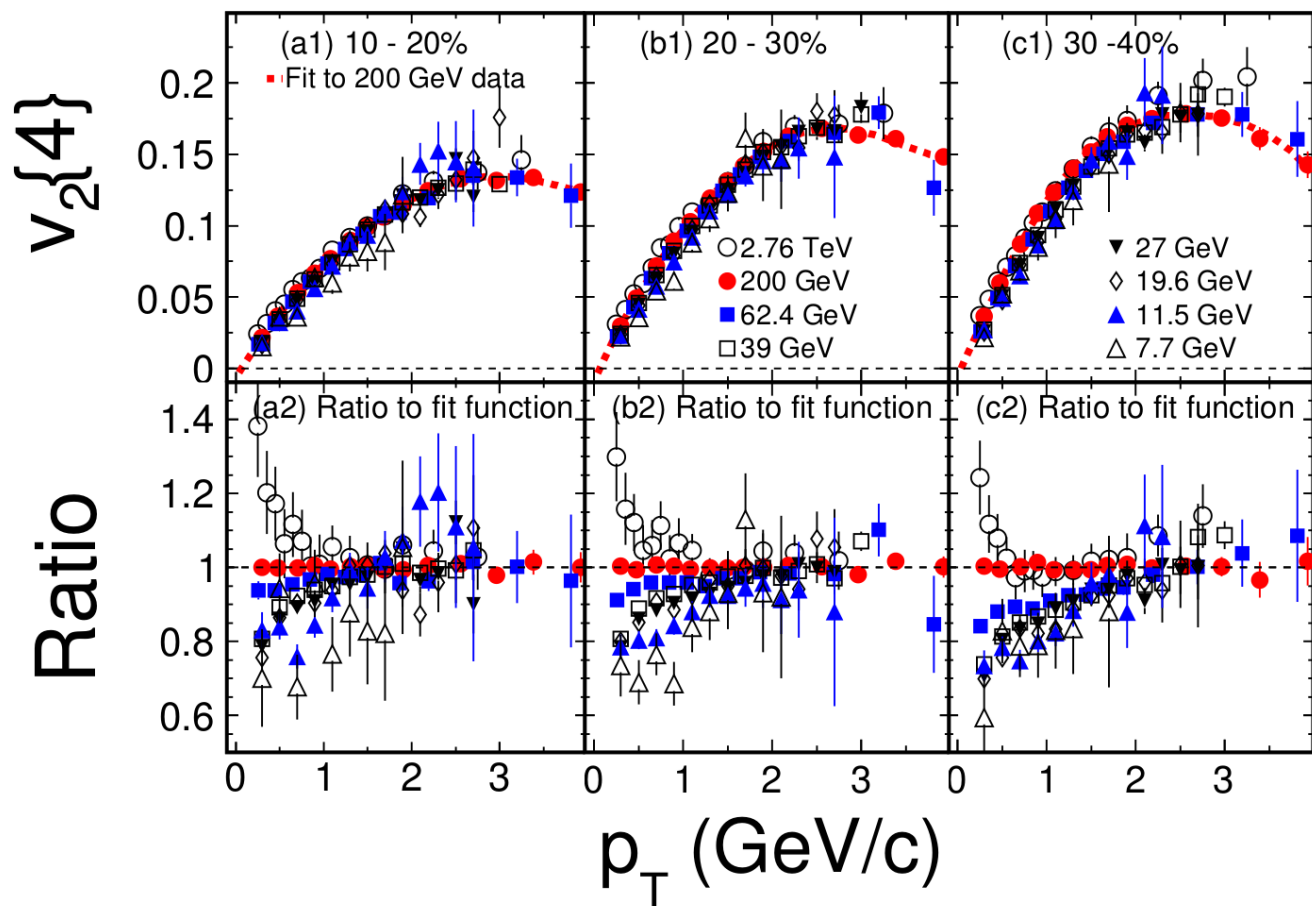 (a1) 10 - 20%
Fit to 200 GeV data
(b1) 20 - 30%
(c1) 30 -40%
v2{4}
0.2
0.15
0.1
0.05
0
2.76 TeV
200 GeV
62.4 GeV
39 GeV
27 GeV
19.6 GeV
11.5 GeV
7.7 GeV
(a2) Ratio to fit function
(b2) Ratio to fit function
(c2) Ratio to fit function
Ratio
1.4
1.2
1
0.8
0.6
0 1 2 3 0 1 2 3 0 1 2 3
pT (GeV/c)